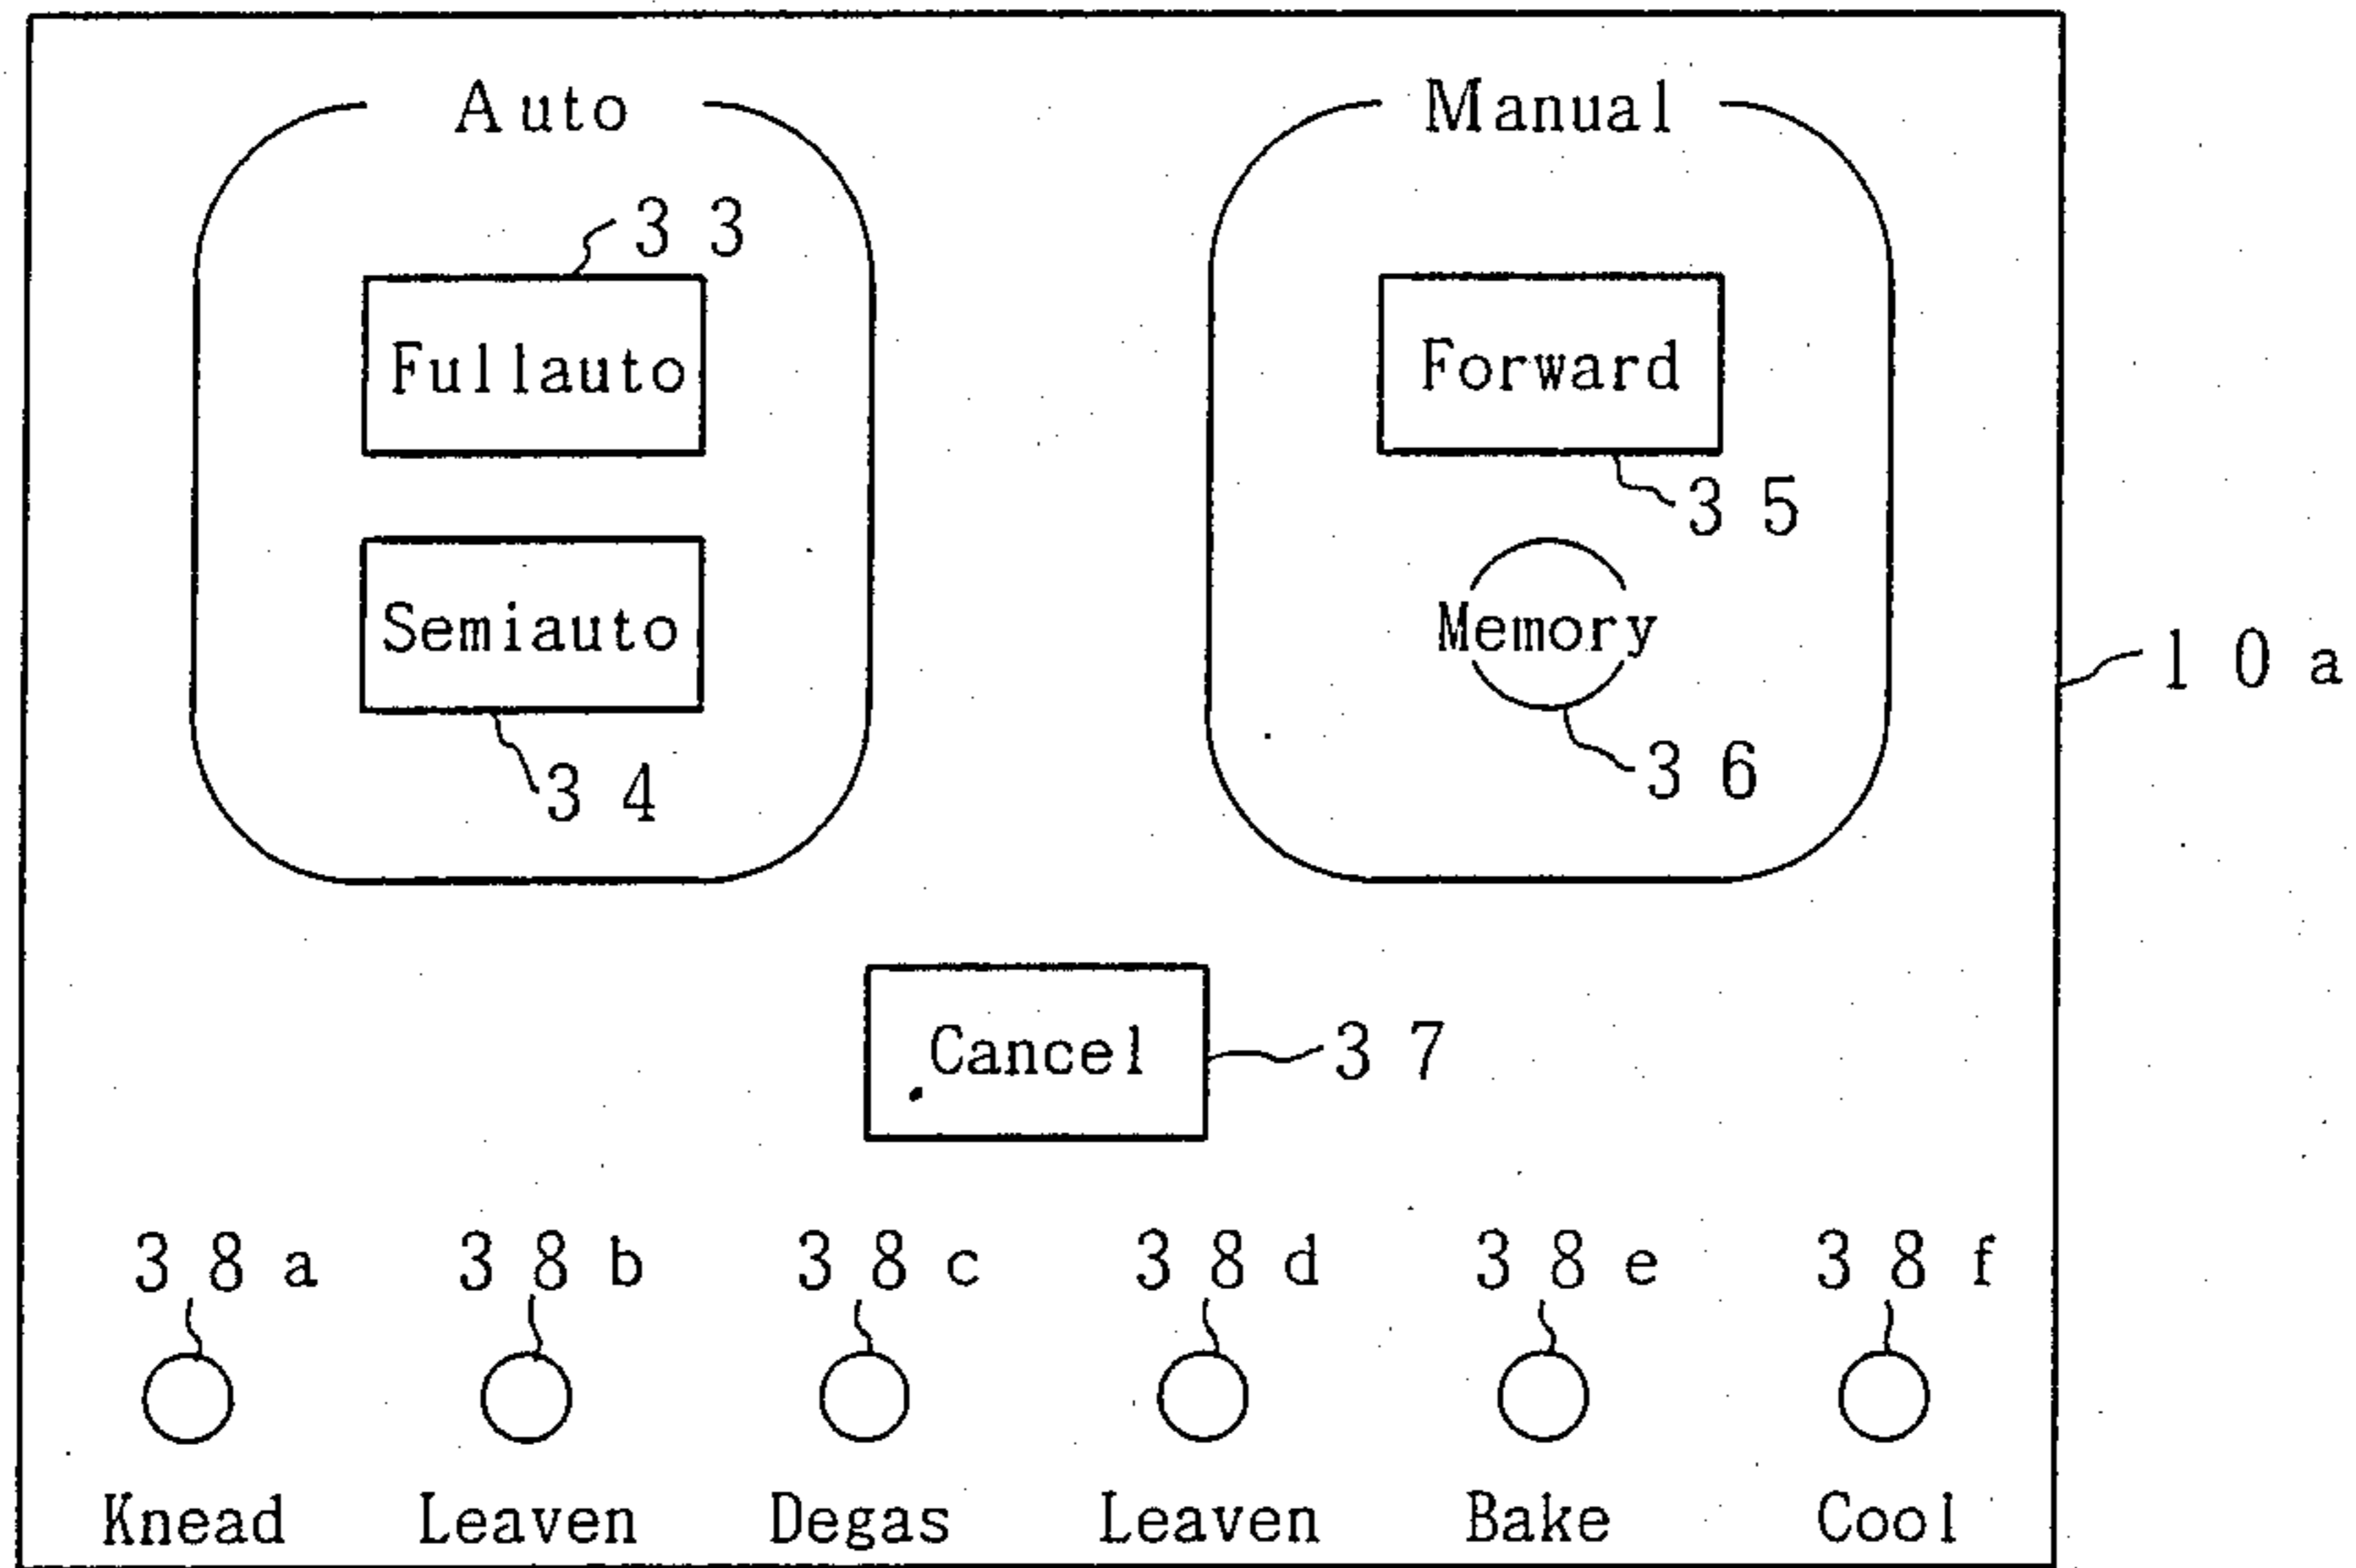 Auto Manual
33
Fullauto Forward
35
Semiauto Memory
10a
36
34
Cancel 37
38a 38b 38c 38d 38e 38f
Knead Leaven Degas Leaven Bake Cool